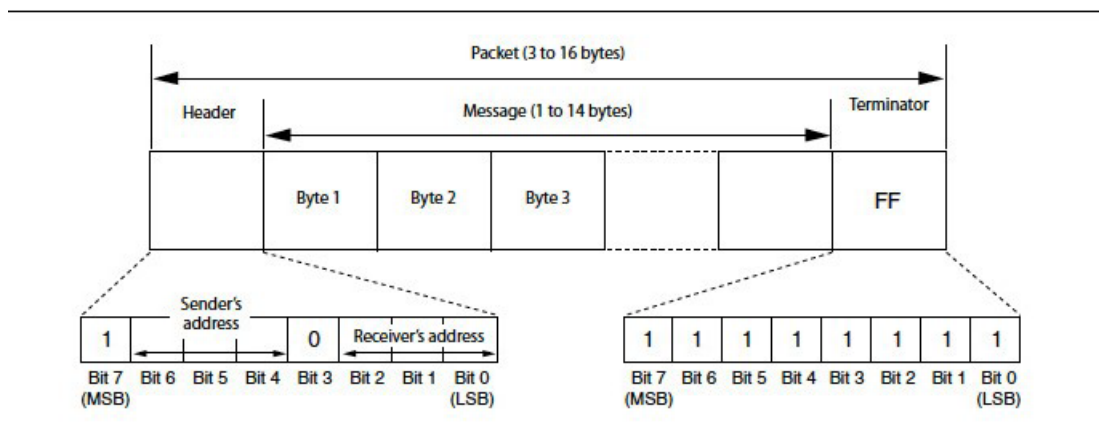 Packet (3 to 16 bytes)
Header
Message (1 to 14 bytes)
Terminator
Byte 1
Byte 2
Byte 3
FF
Sender's
address
1
0
Receiver's address
1
1
1
1
1
1
1
1
Bit 7
Bit 6
Bit 5
Bit 4
Bit 3
Bit 2
Bit 1
Bit 0
(MSB)
(LSB)
Bit 7
Bit 6
Bit 5
Bit 4
Bit 3
Bit 2
Bit 1
Bit 0
(MSB)
(LSB)